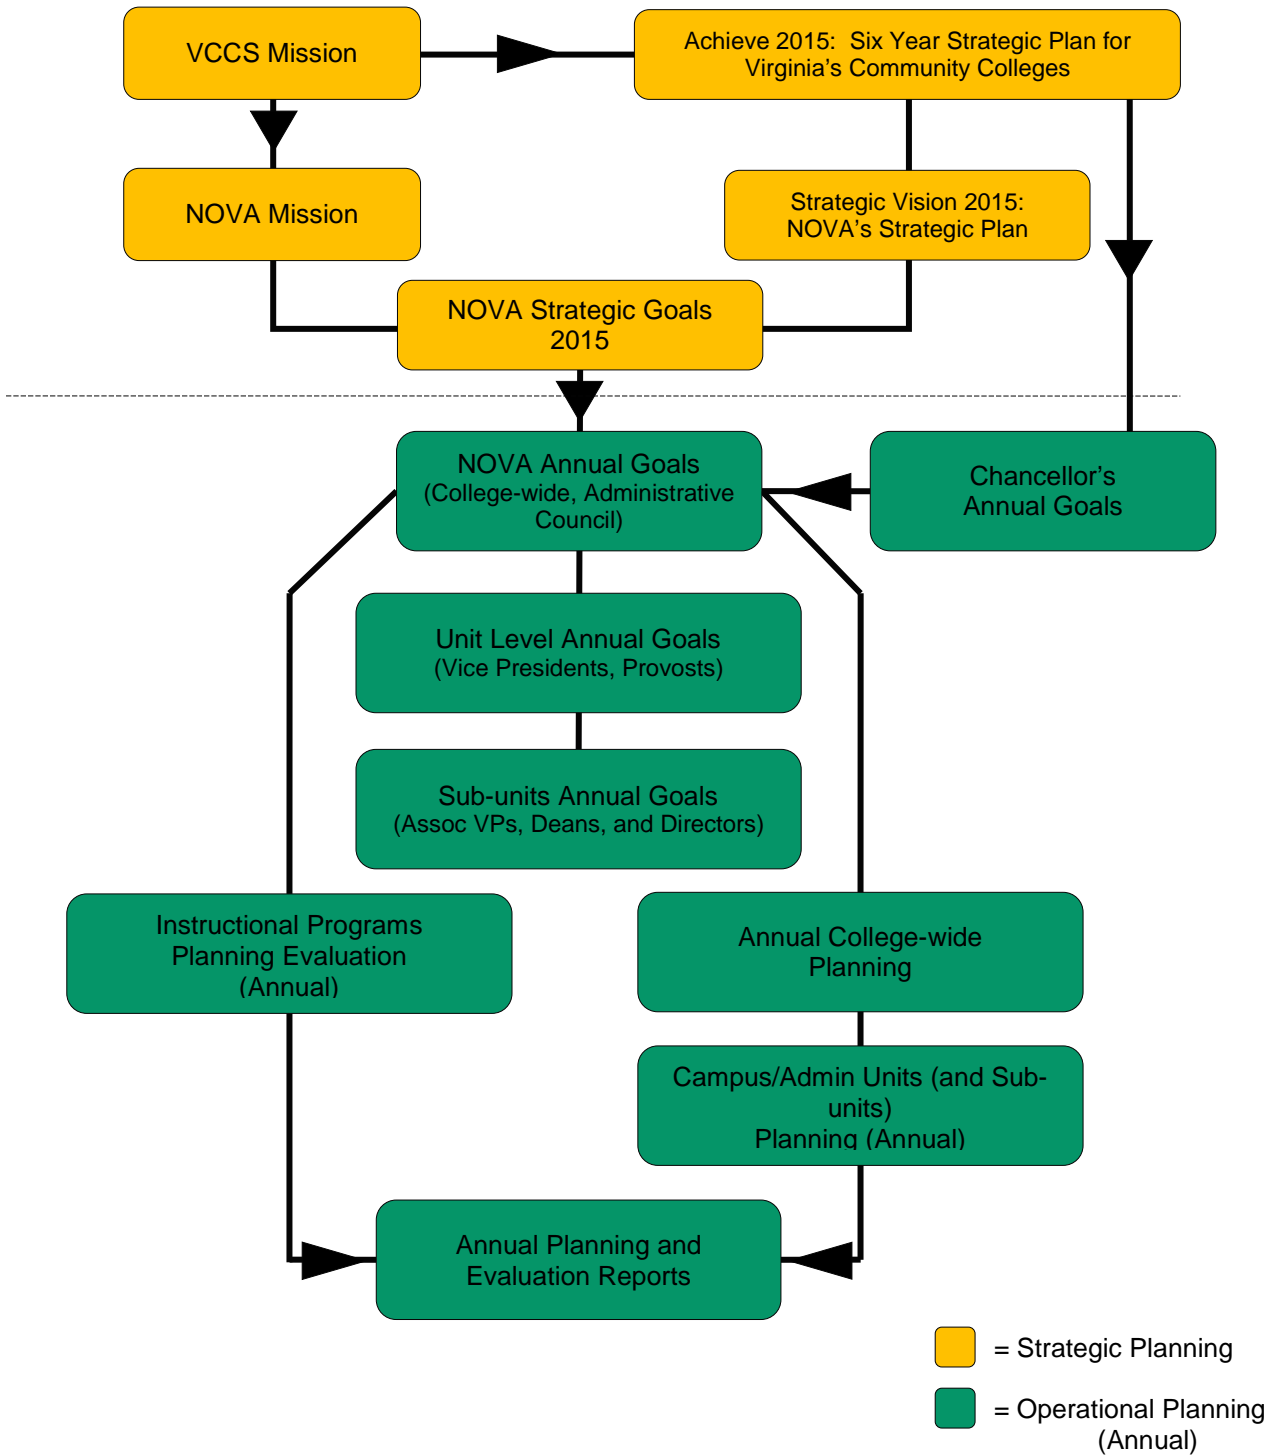 VCCS Mission
Achieve 2015:  Six Year Strategic Plan for
Virginia’s Community Colleges
NOVA Mission
Strategic Vision 2015:
NOVA’s Strategic Plan
NOVA Strategic Goals
2015
NOVA Annual Goals
(College-wide, Administrative
Council)
Chancellor’s
Annual Goals
Unit Level Annual Goals
(Vice Presidents, Provosts)
Sub-units Annual Goals
(Assoc VPs, Deans, and Directors)
Instructional Programs
Planning Evaluation
(Annual)
Annual College-wide
Planning
Campus/Admin Units (and Sub-
units)
Planning (Annual)
Annual Planning and
Evaluation Reports
= Strategic Planning
= Operational Planning
(Annual)